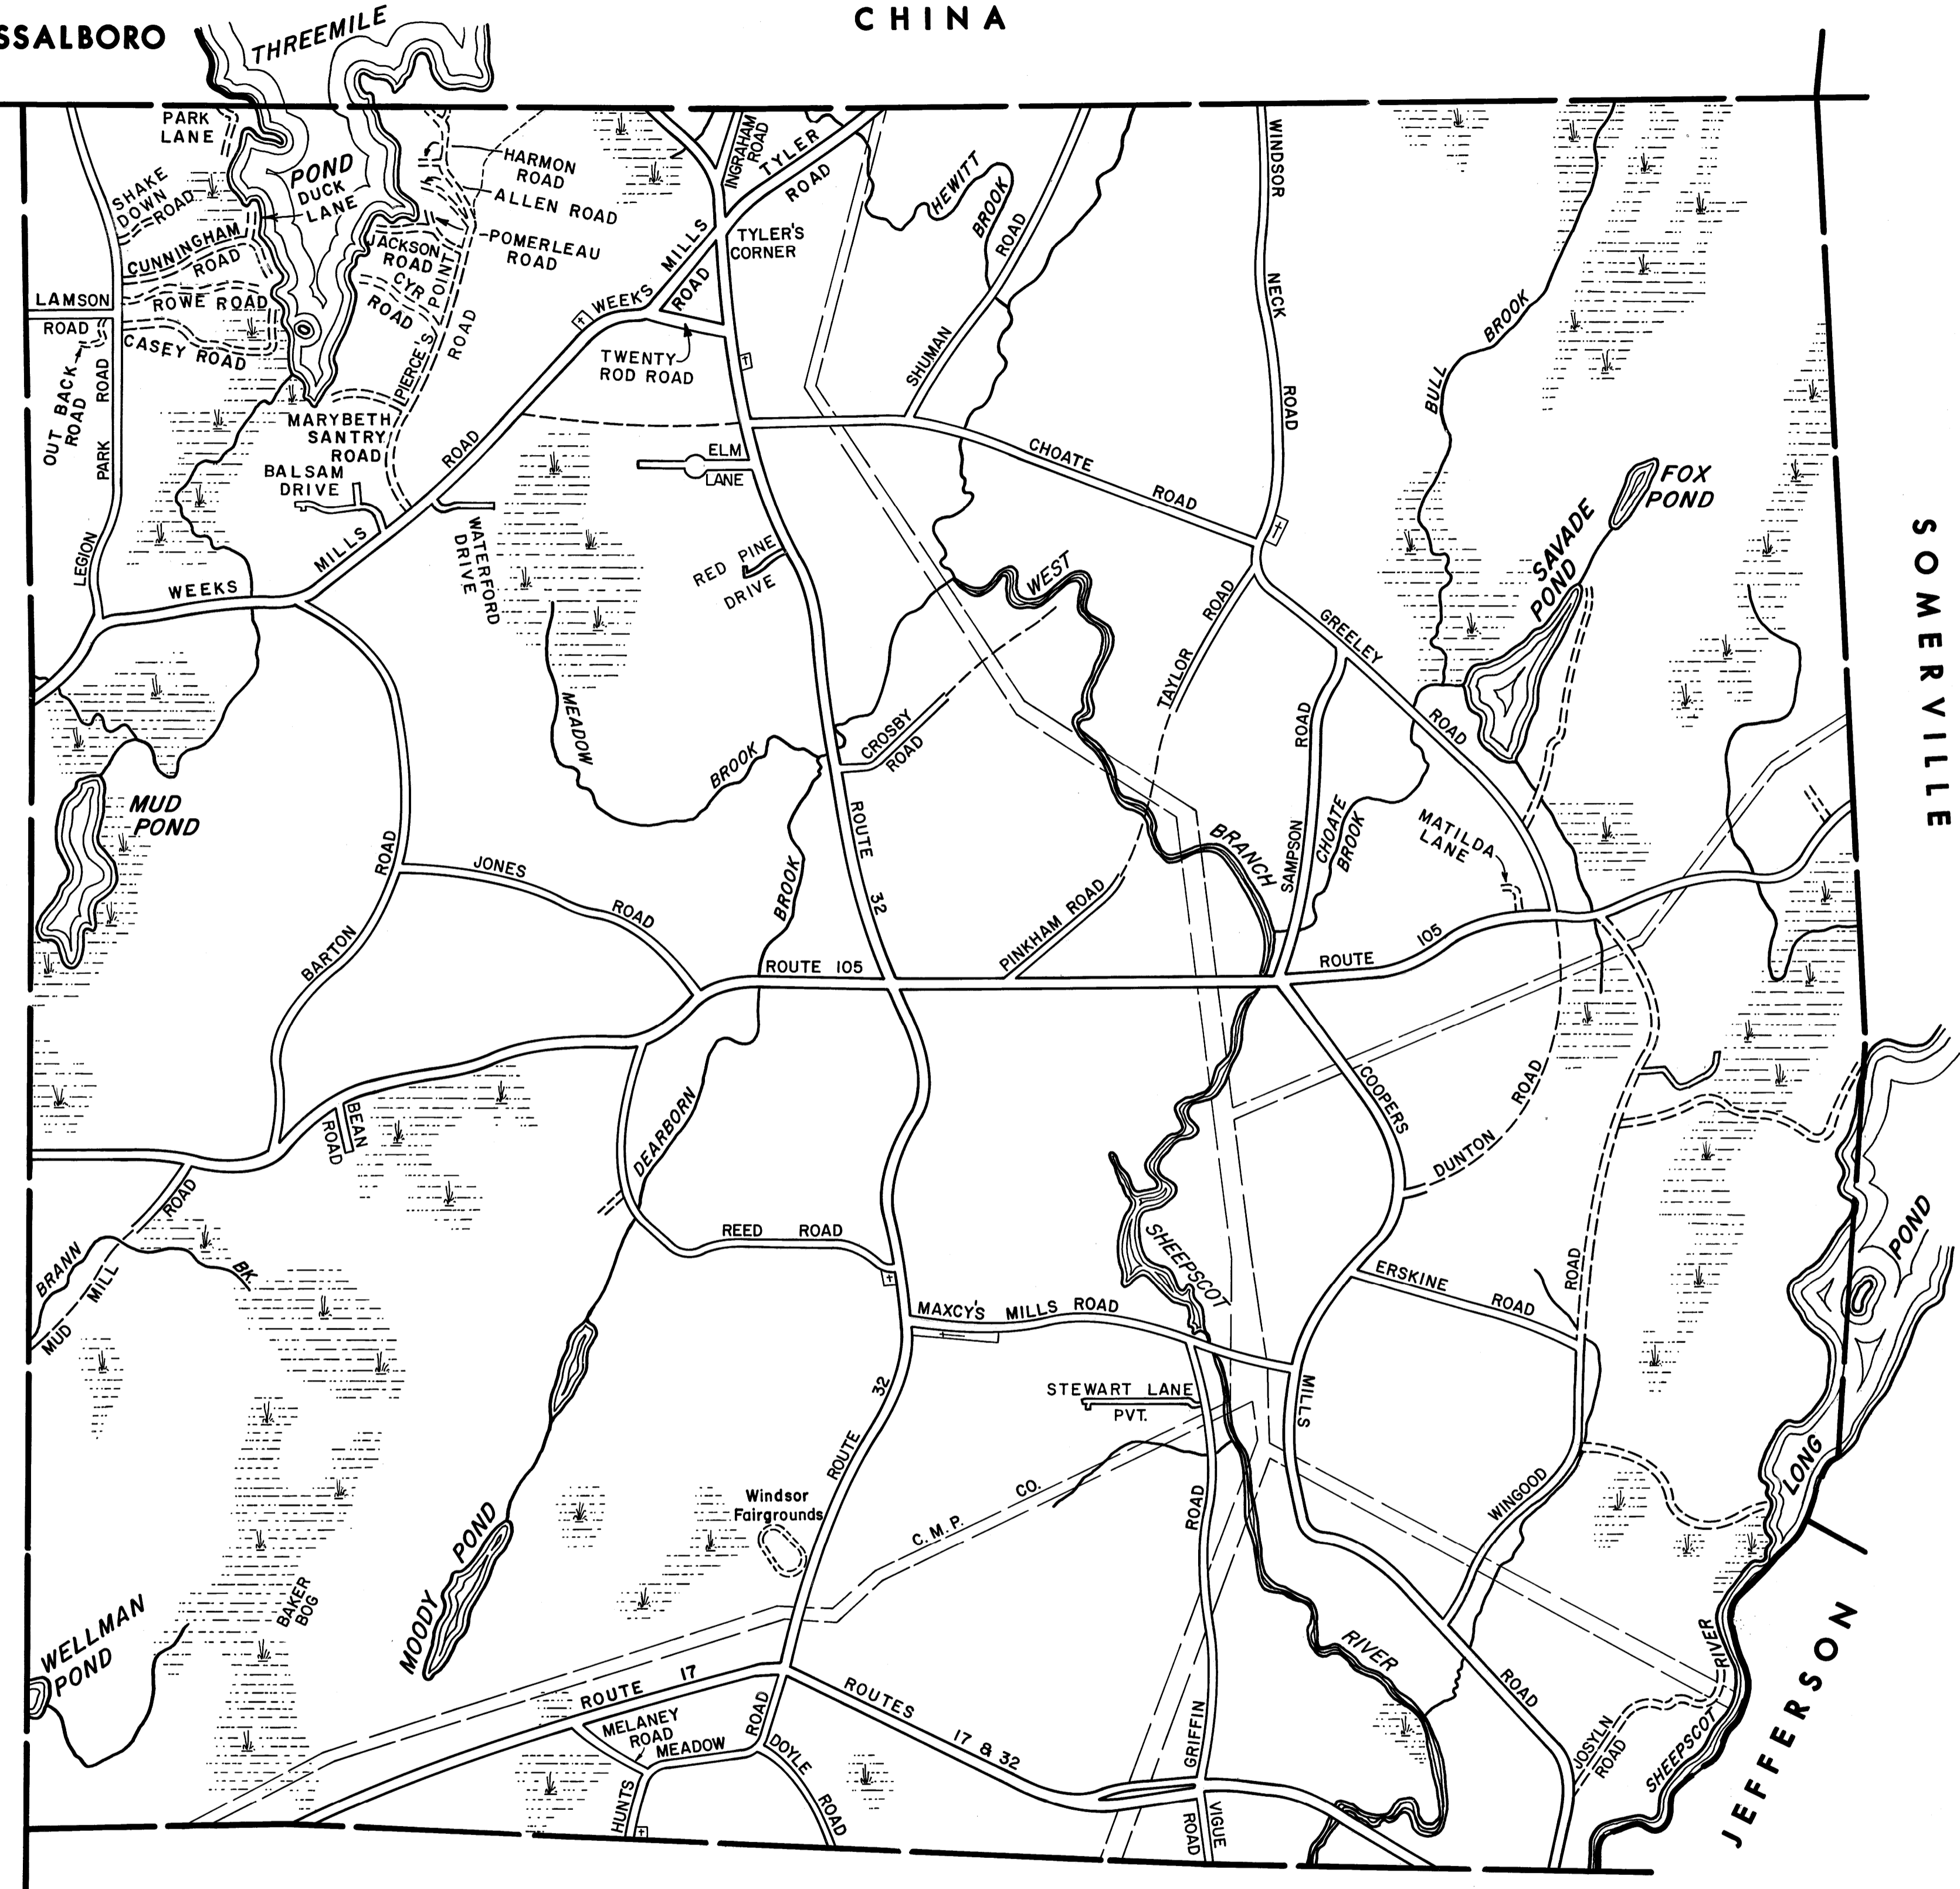 CHINA
SSALBORO
THREEMILE
PARK
LANE
POND
DUCK
LANE
SHAKE
DOWN
ROAD
CUNNINGHAM
ROAD
HARMON
ROAD
ALLEN ROAD
POMERLEAU
ROAD
JACKSON
ROAD
CYR
ROAD
PIERCE'S POINT
ROAD
INGRAHAM
ROAD
TYLER
ROAD
TYLER'S
CORNER
HEWITT
BROOK
SHUMAN
ROAD
WINDSOR
NECK
ROAD
BULL
BROOK
LAMSON
ROAD
ROWE ROAD
CASEY ROAD
OUT BACK
ROAD
LEGION
PARK
ROAD
WEEKS
MILLS
ROAD
TWENTY
ROD ROAD
MARYBETH
SANTRY
ROAD
BALSAM
DRIVE
ROAD
MILLS
WEEKS
WATERFORD
DRIVE
ELM
LANE
RED PINE
DRIVE
CHOATE
ROAD
FOX
POND
SAVADE
POND
SOMERVILLE
WEST
TAYLOR
ROAD
GREELEY
ROAD
MEADOW
BROOK
CROSBY
ROAD
MUD
POND
BARTON
ROAD
JONES
ROAD
BROOK
DEARBORN
ROUTE
32
PINKHAM ROAD
BRANCH
SAMPSON
ROAD
CHOATE
BROOK
MATILDA
LANE
ROUTE 105
ROUTE
105
COOPERS
DUNTON
ROAD
BEAN
ROAD
ROAD
MILL
MUD
BRANN
BK.
REED ROAD
MAXCY'S MILLS ROAD
SHEEPSCOT
ERSKINE
ROAD
ROAD
WINGOOD
POND
LONG
STEWART LANE
PVT.
MILLS
ROUTE
32
Windsor
Fairgrounds
C.M.P.
CO.
ROAD
GRIFFIN
BAKER
BOG
MOODY
POND
WELLMAN
POND
RIVER
ROAD
ROUTE
17
ROUTES
17 & 32
MELANEY
ROAD
HUNTS
MEADOW
ROAD
DOYLE
ROAD
VIGUE
ROAD
JOSYLN
ROAD
SHEEPSCOT
RIVER
JEFFERSON